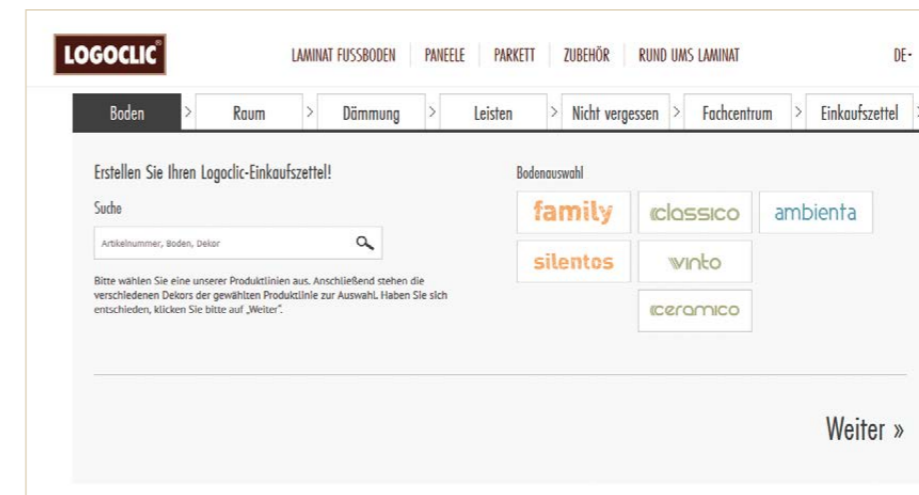 LOGOCLIC®
LAMINAT FUSSBODEN PANEELE PARKETT ZUBEHÖR RUND UMS LAMINAT DE
Boden > Raum > Dämmung > Leisten > Nicht vergessen > Fachcentrum > Einkaufszettel >
Erstellen Sie Ihren Logoclic-Einkaufszettel!
Suche
Artikelnummer, Boden, Dekor
Bitte wählen Sie eine unserer Produktlinien aus. Anschließend stehen die
verschiedenen Dekors der gewählten Produktlinie zur Auswahl. Haben Sie sich
entschieden, klicken Sie bitte auf „Weiter“.
Bodenauswahl
family classico ambienta
silentos vinto
ceramico
Weiter »